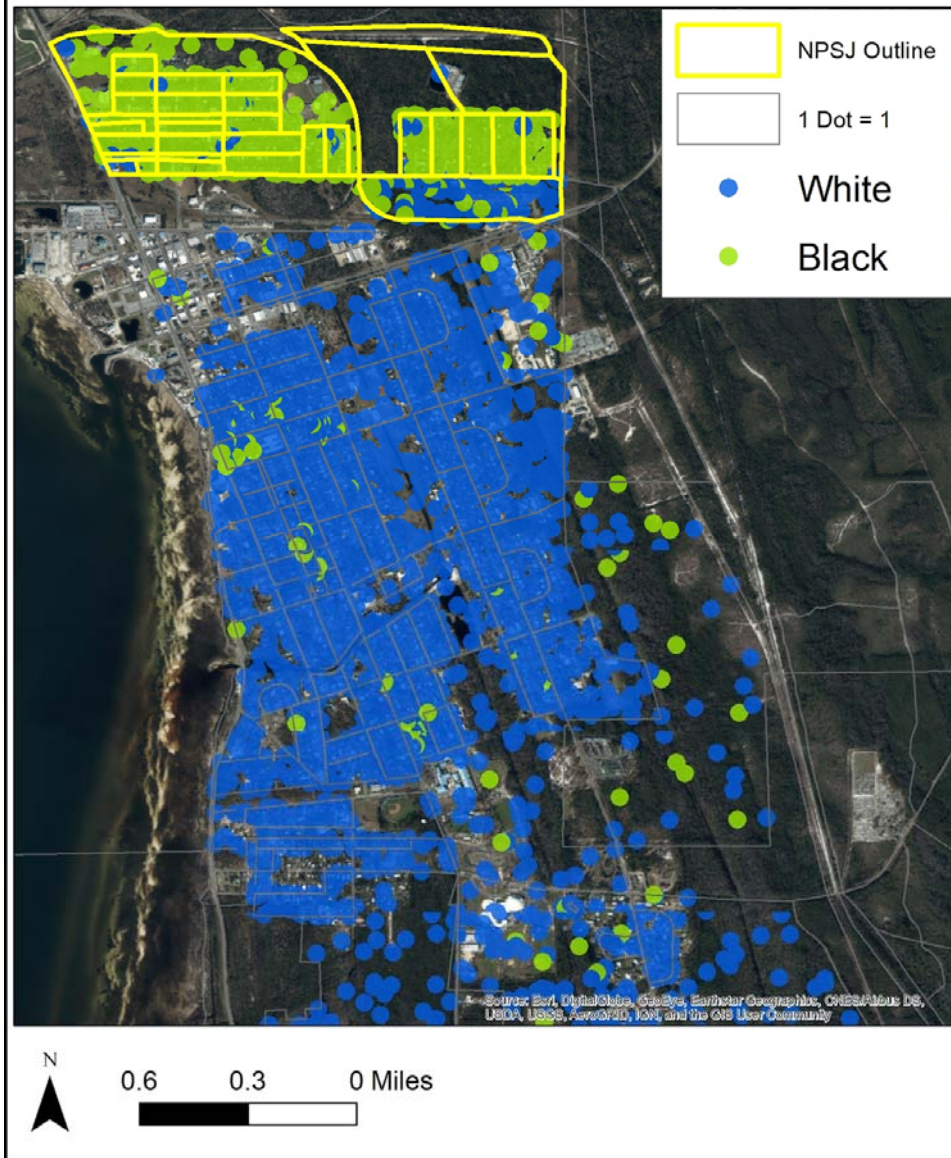 NPSJ Outline
1 Dot = 1
White
Black
Source: Esri, DigitalGlobe, GeoEye, Earthstar Geographics, CNES/Airbus DS,
USDA, USGS, AeroGRID, IGN, and the GIS User Community
N
0.6 0.3 0 Miles